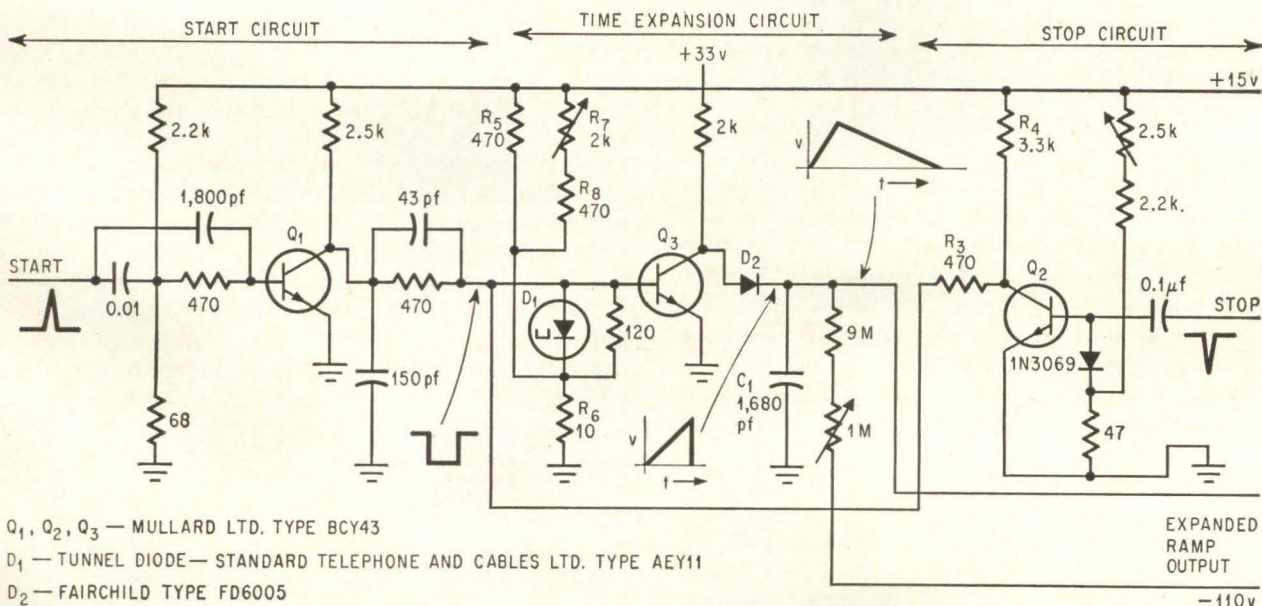 START CIRCUIT
TIME EXPANSION CIRCUIT
STOP CIRCUIT
+33v
+15v
2.2k
2.5k
R5
470
R7
2k
2k
V
t
R4
3.3k
2.5k
1,800pf
43pf
R8
470
2.2k.
START
Q1
Q3
D2
R3
470
Q2
0.1μf
STOP
0.01
470
470
D1
120
9M
1N3069
150pf
C1
1,680
pf
68
R6
10
V
t
1M
47
Q1, Q2, Q3 — MULLARD LTD. TYPE BCY43
D1 — TUNNEL DIODE — STANDARD TELEPHONE AND CABLES LTD. TYPE AEY11
D2 — FAIRCHILD TYPE FD6005
EXPANDED
RAMP
OUTPUT
−110v